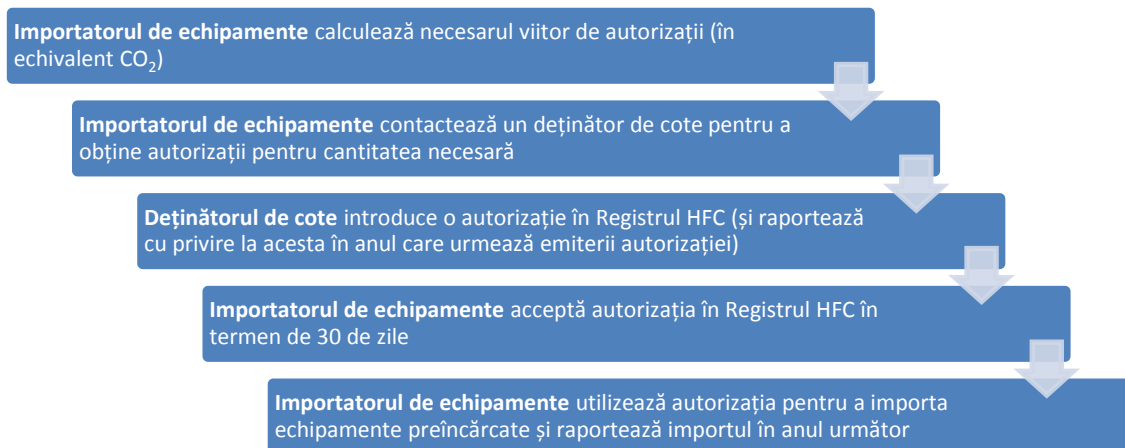 Importatorul de echipamente calculează necesarul viitor de autorizații (în
echivalent CO₂)
Importatorul de echipamente contactează un deținător de cote pentru a
obține autorizații pentru cantitatea necesară
Deținătorul de cote introduce o autorizație în Registrul HFC (și raportează
cu privire la acesta în anul care urmează emiterii autorizației)
Importatorul de echipamente acceptă autorizația în Registrul HFC în
termen de 30 de zile
Importatorul de echipamente utilizează autorizația pentru a importa
echipamente preîncărcate și raportează importul în anul următor